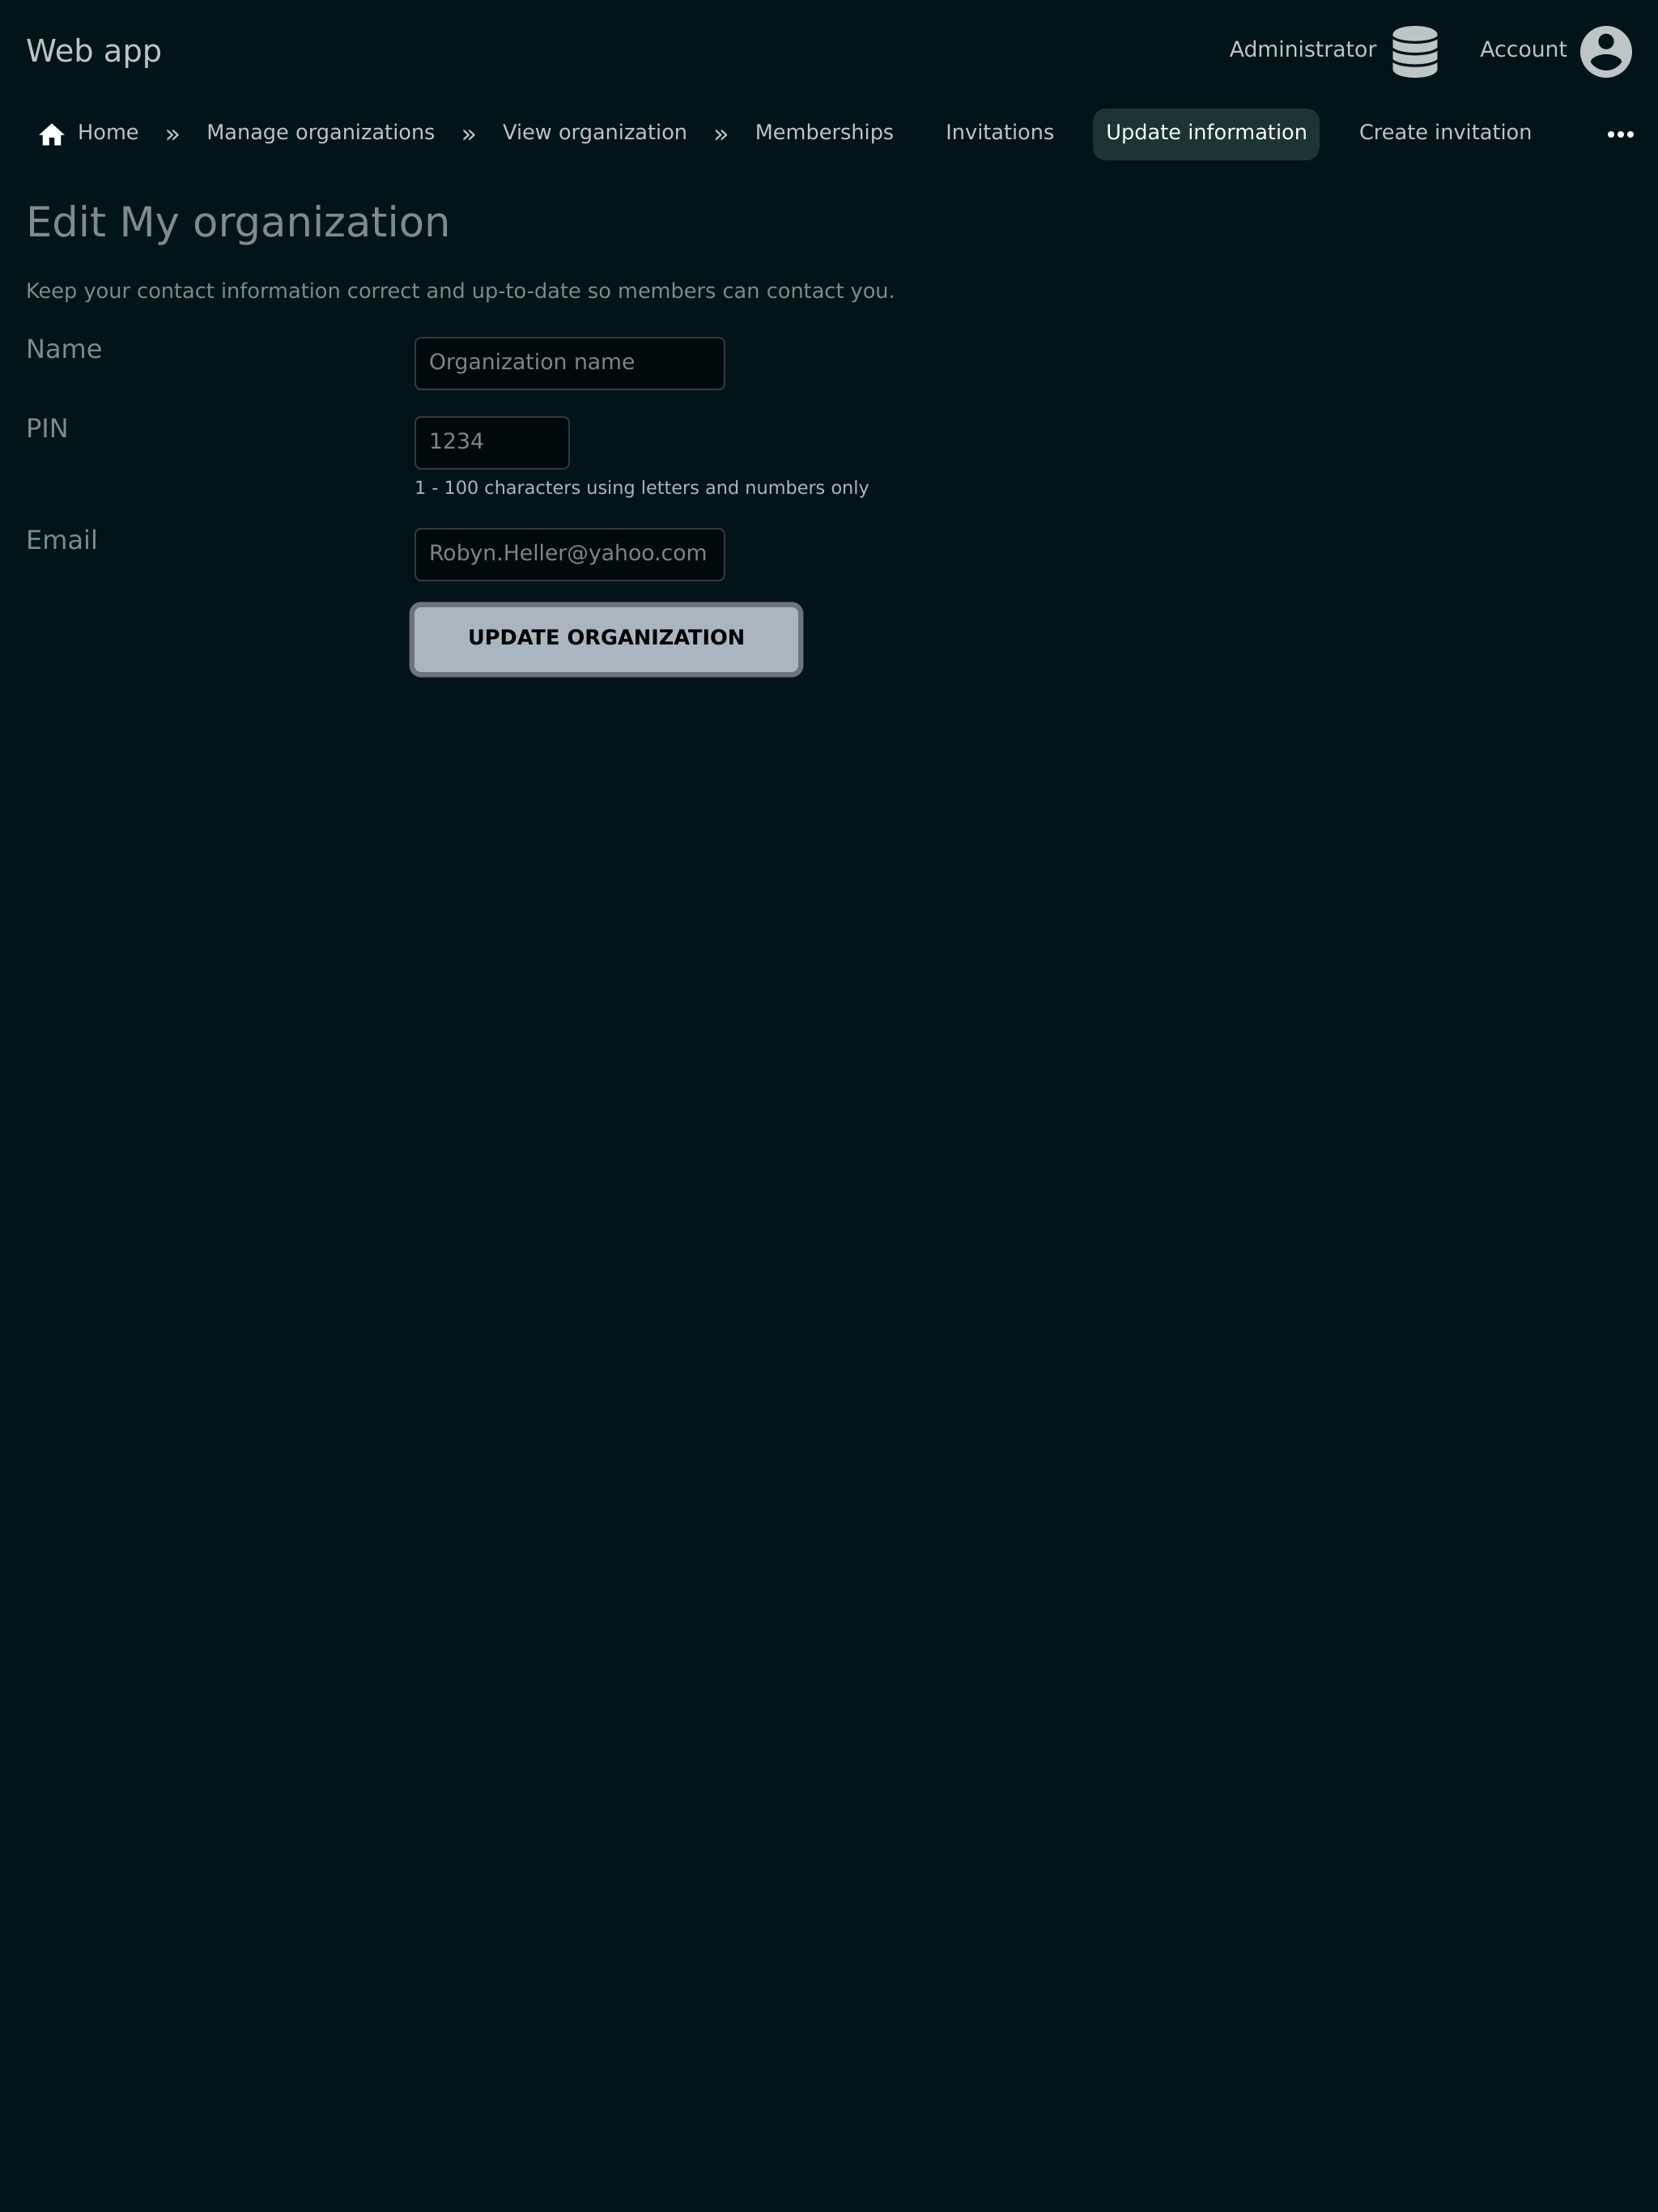 Web app
Administrator
Account
Home » Manage organizations » View organization » Memberships Invitations Update information Create invitation •••
Edit My organization
Keep your contact information correct and up-to-date so members can contact you.
Name
Organization name
PIN
1234
1 - 100 characters using letters and numbers only
Email
Robyn.Heller@yahoo.com
UPDATE ORGANIZATION